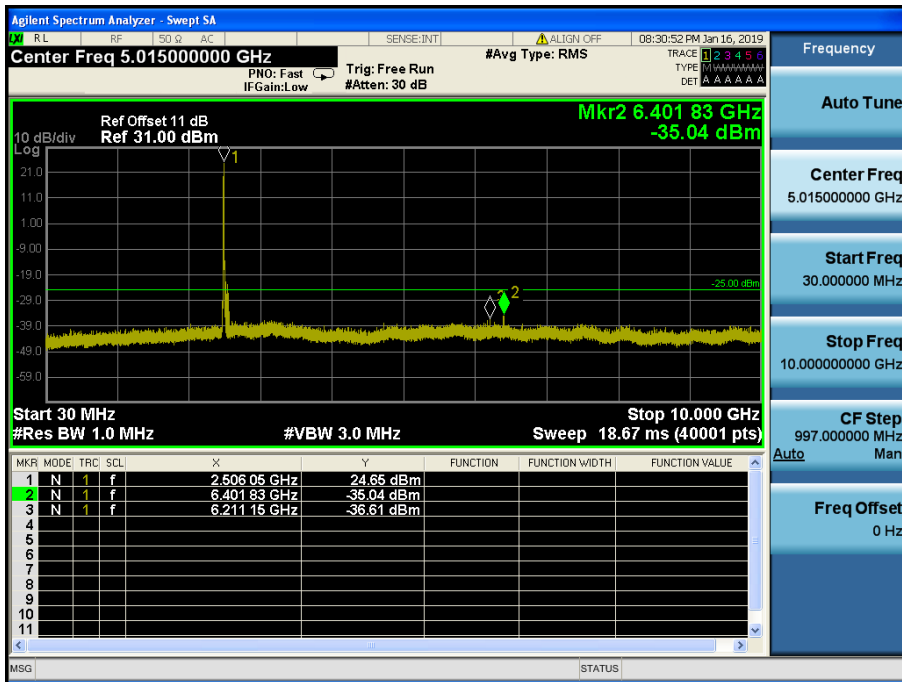 Agilent Spectrum Analyzer - Swept SA
LXI RL RF 50 Ω AC SENSE:INT ALIGN OFF 08:30:52 PM Jan 16, 2019
Center Freq 5.015000000 GHz
PNO: Fast
IFGain:Low
Trig: Free Run
#Atten: 30 dB
#Avg Type: RMS
TRACE 1 2 3 4 5 6
TYPE M WWWWW
DET A A A A A A
Mkr2 6.401 83 GHz
-35.04 dBm
Ref Offset 11 dB
10 dB/div Ref 31.00 dBm
Log
1
21.0
11.0
1.00
-9.00
-19.0
-25.00 dBm
2
-29.0
-39.0
-49.0
-59.0
Start 30 MHz Stop 10.000 GHz
#Res BW 1.0 MHz #VBW 3.0 MHz Sweep 18.67 ms (40001 pts)
MKR MODE TRC SCL X Y FUNCTION FUNCTION WIDTH FUNCTION VALUE
1 N 1 f 2.506 05 GHz 24.65 dBm
2 N 1 f 6.401 83 GHz -35.04 dBm
3 N 1 f 6.211 15 GHz -36.61 dBm
4
5
6
7
8
9
10
11
MSG STATUS
Frequency
Auto Tune
Center Freq
5.015000000 GHz
Start Freq
30.000000 MHz
Stop Freq
10.000000000 GHz
CF Step
997.000000 MHz
Auto Man
Freq Offset
0 Hz